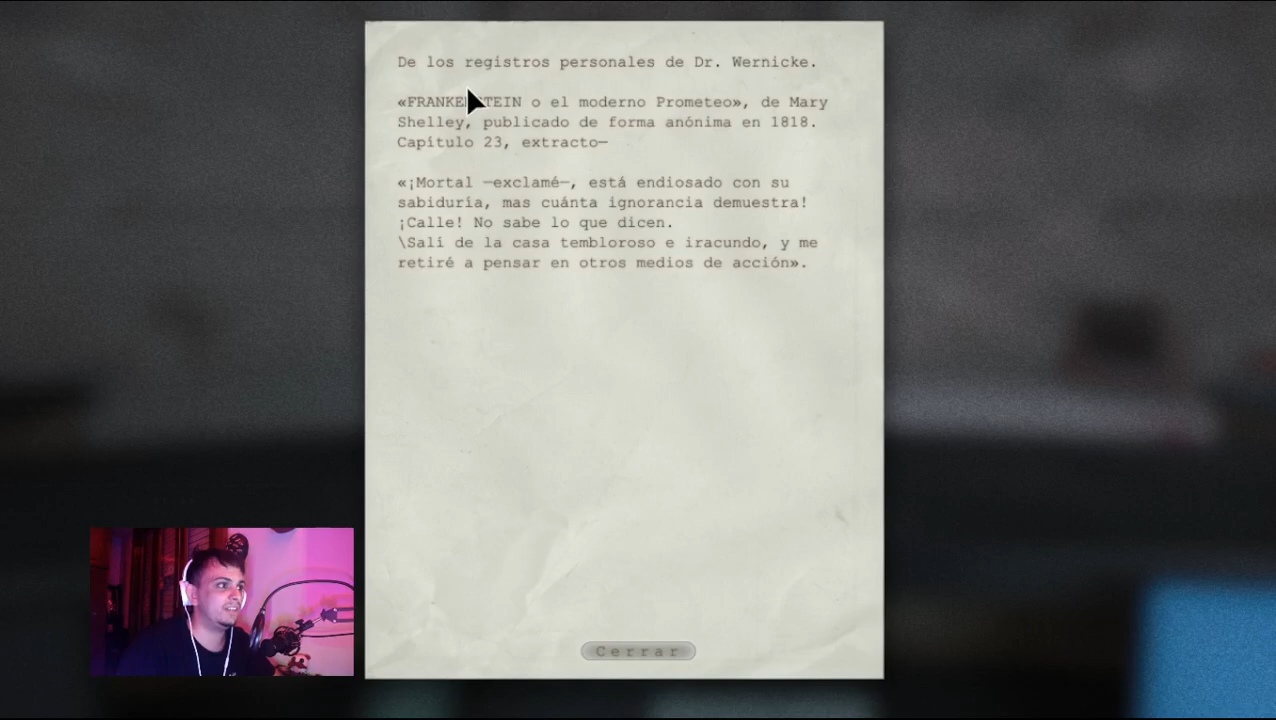 De los registros personales de Dr. Wernicke.
«FRANKENSTEIN o el moderno Prometeo», de Mary
Shelley, publicado de forma anónima en 1818.
Capítulo 23, extracto—
«¡Mortal —exclamé—, está endiosado con su
sabiduría, mas cuánta ignorancia demuestra!
¡Calle! No sabe lo que dicen.
\Salí de la casa tembloroso e iracundo, y me
retiré a pensar en otros medios de acción».
Cerrar